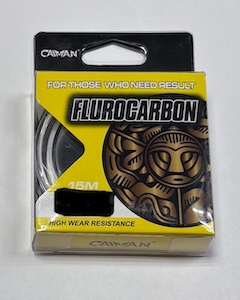 CAIMAN
FOR THOSE WHO NEED RESULT
FLUROCARBON
15M
HIGH WEAR RESISTANCE
CAIMAN